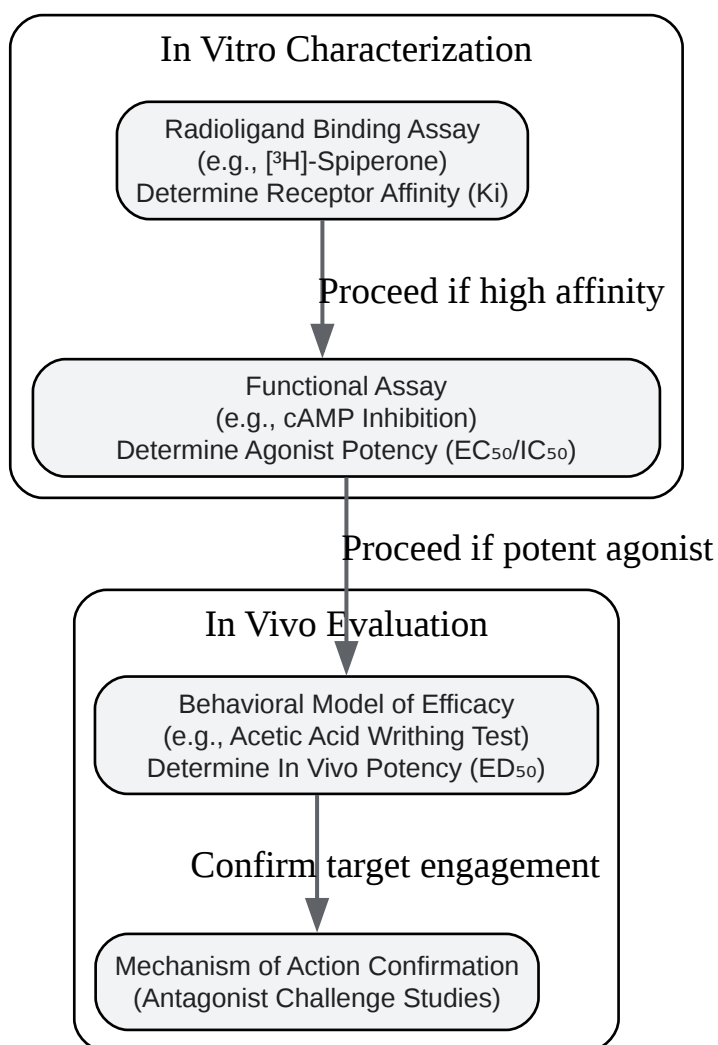 In Vitro Characterization
Radioligand Binding Assay
(e.g., [³H]-Spiperone)
Determine Receptor Affinity (Ki)
Proceed if high affinity
Functional Assay
(e.g., cAMP Inhibition)
Determine Agonist Potency (EC₅₀/IC₅₀)
Proceed if potent agonist
In Vivo Evaluation
Behavioral Model of Efficacy
(e.g., Acetic Acid Writhing Test)
Determine In Vivo Potency (ED₅₀)
Confirm target engagement
Mechanism of Action Confirmation
(Antagonist Challenge Studies)